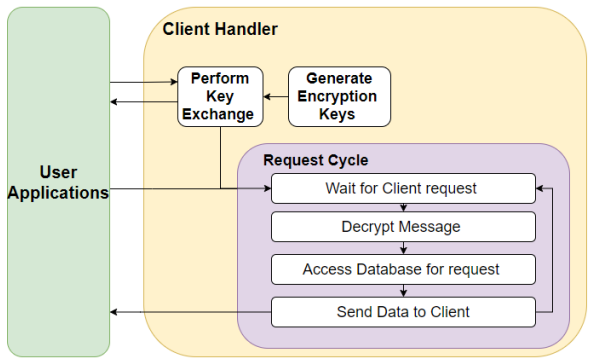 Client Handler
Perform
Key
Exchange
Generate
Encryption
Keys
User
Applications
Request Cycle
Wait for Client request
Decrypt Message
Access Database for request
Send Data to Client